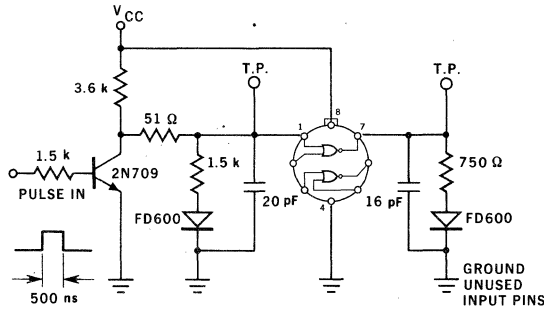 VCC
T.P.
T.P.
3.6 k
51 Ω
8
1
7
1.5 k
2N709
1.5 k
750 Ω
PULSE IN
FD600
20 pF
4
16 pF
FD600
500 ns
GROUND
UNUSED
INPUT PINS